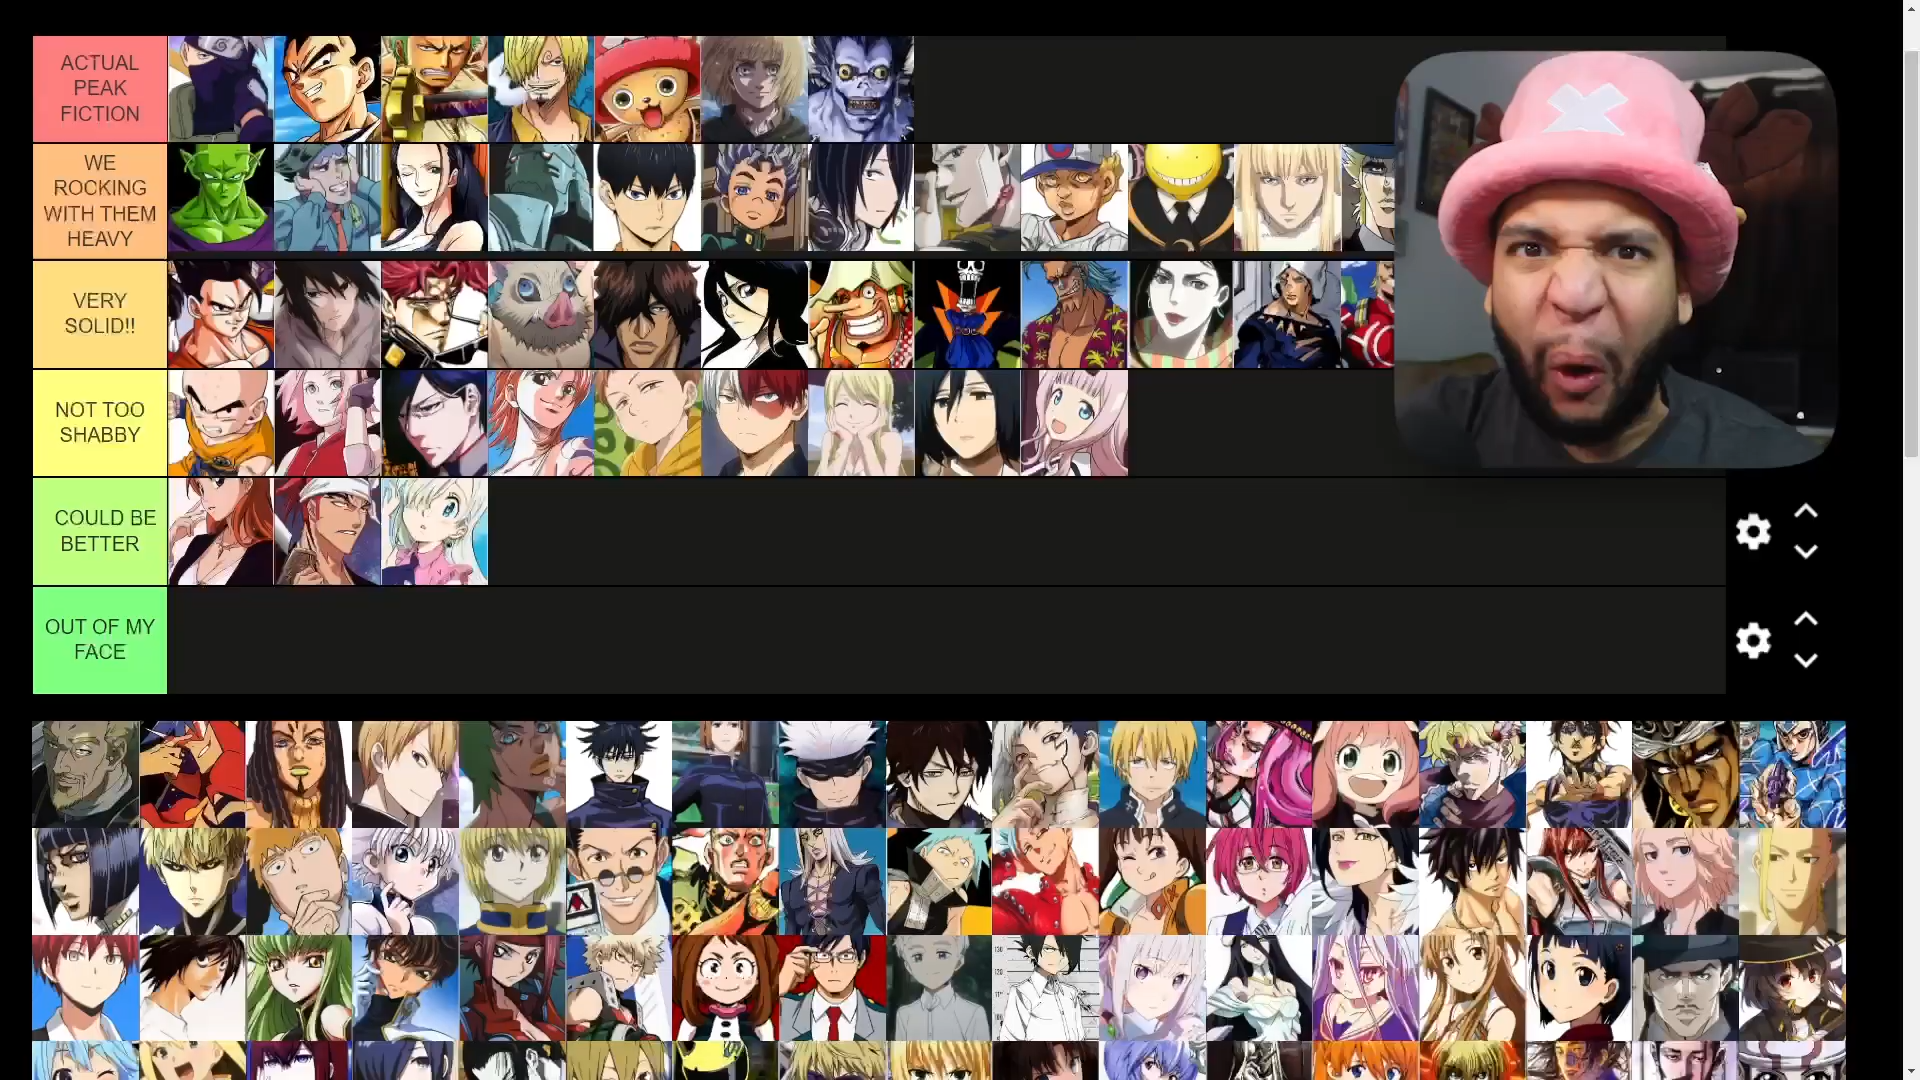 ACTUAL
PEAK
FICTION
WE
ROCKING
WITH THEM
HEAVY
VERY
SOLID!!
NOT TOO
SHABBY
COULD BE
BETTER
OUT OF MY
FACE